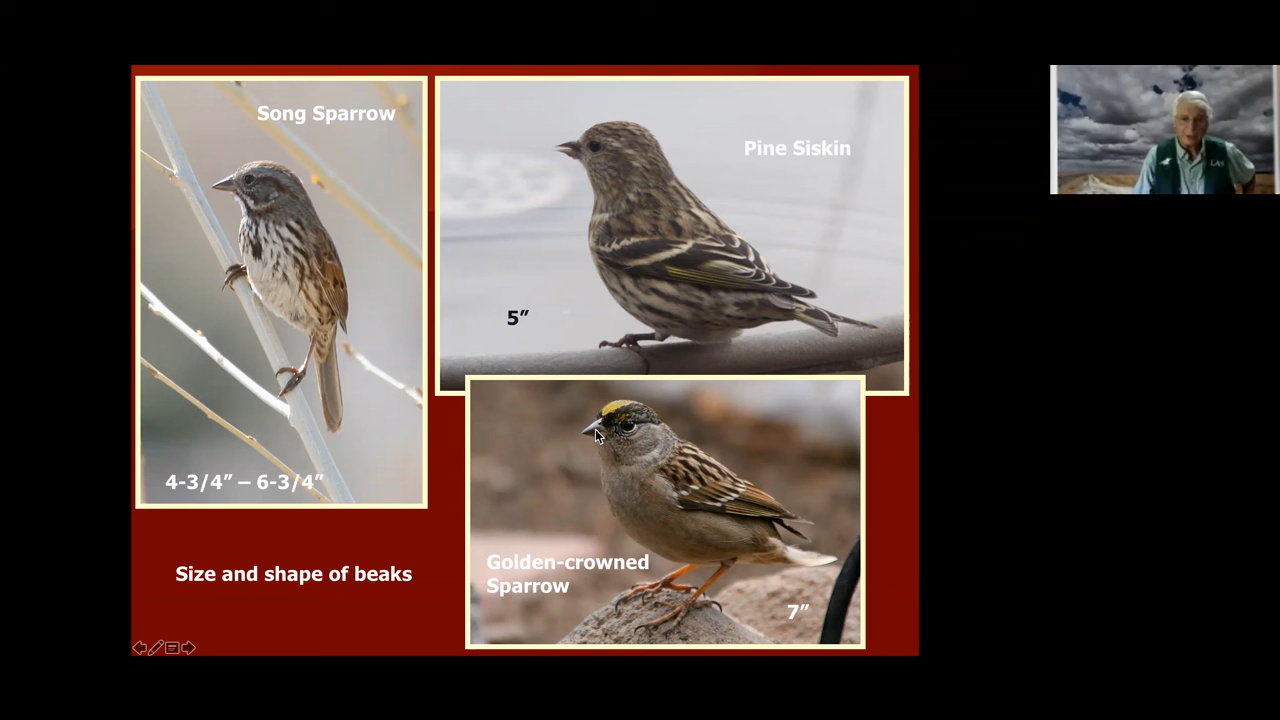 Song Sparrow
Pine Siskin
5”
4-3/4” – 6-3/4”
Golden-crowned
Sparrow
7”
Size and shape of beaks
LAS